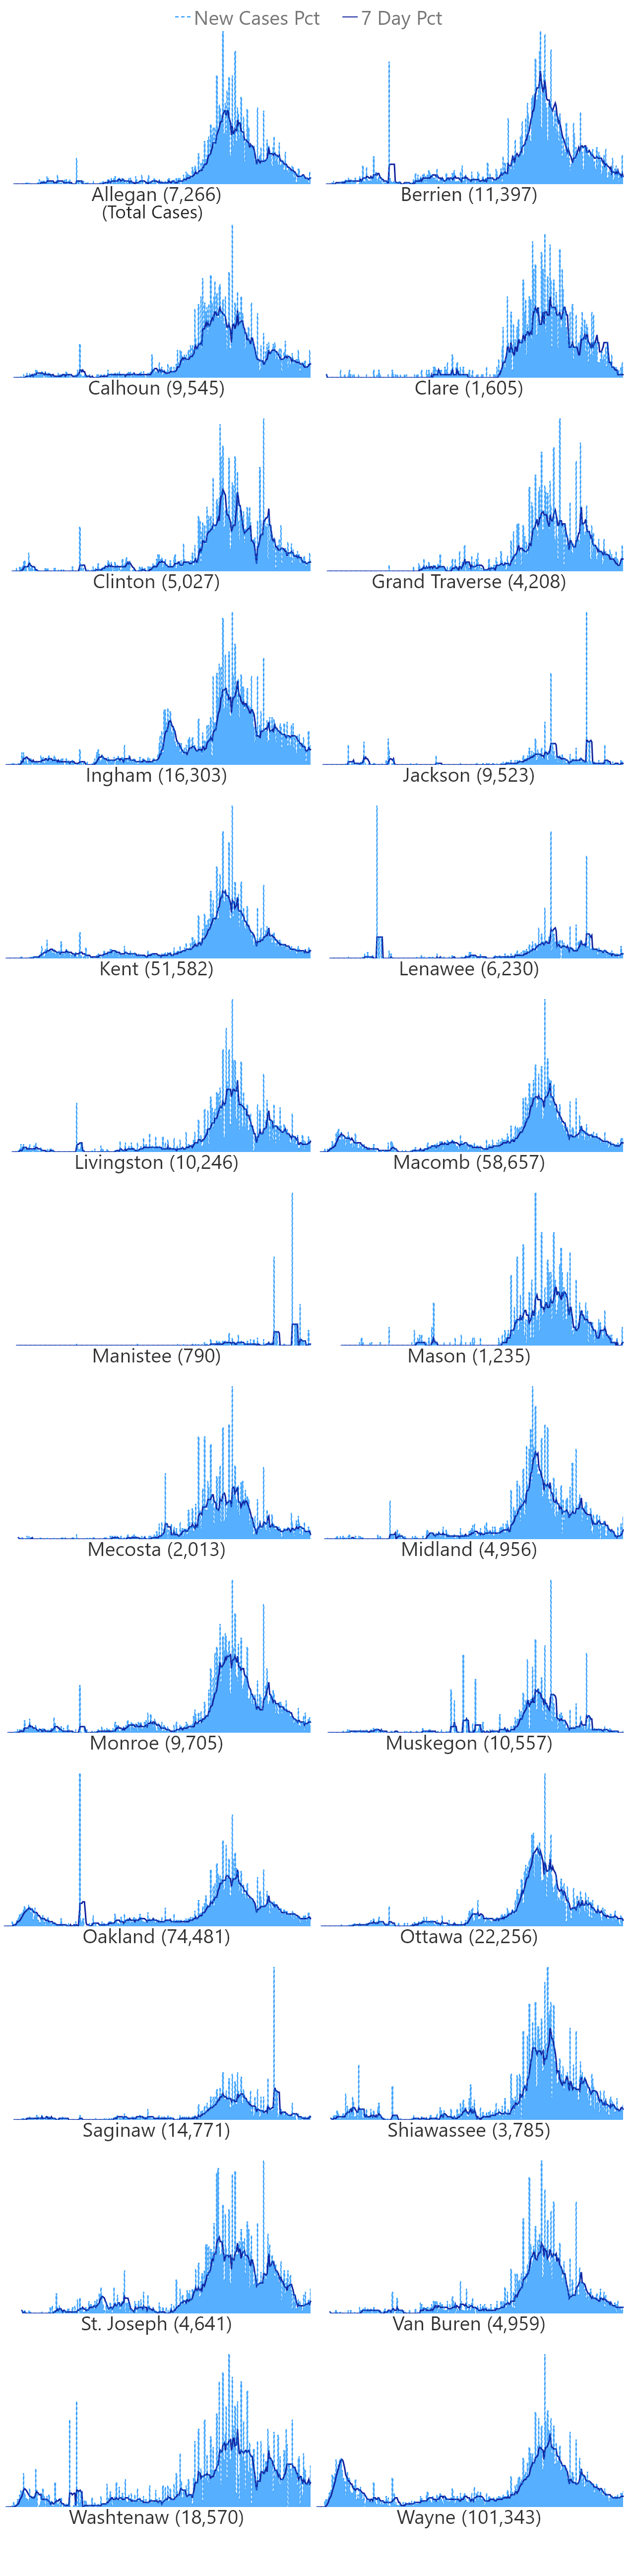 New Cases Pct 7 Day Pct
Allegan (7,266) Berrien (11,397)
(Total Cases)
Calhoun (9,545) Clare (1,605)
Clinton (5,027) Grand Traverse (4,208)
Ingham (16,303) Jackson (9,523)
Kent (51,582) Lenawee (6,230)
Livingston (10,246) Macomb (58,657)
Manistee (790) Mason (1,235)
Mecosta (2,013) Midland (4,956)
Monroe (9,705) Muskegon (10,557)
Oakland (74,481) Ottawa (22,256)
Saginaw (14,771) Shiawassee (3,785)
St. Joseph (4,641) Van Buren (4,959)
Washtenaw (18,570) Wayne (101,343)